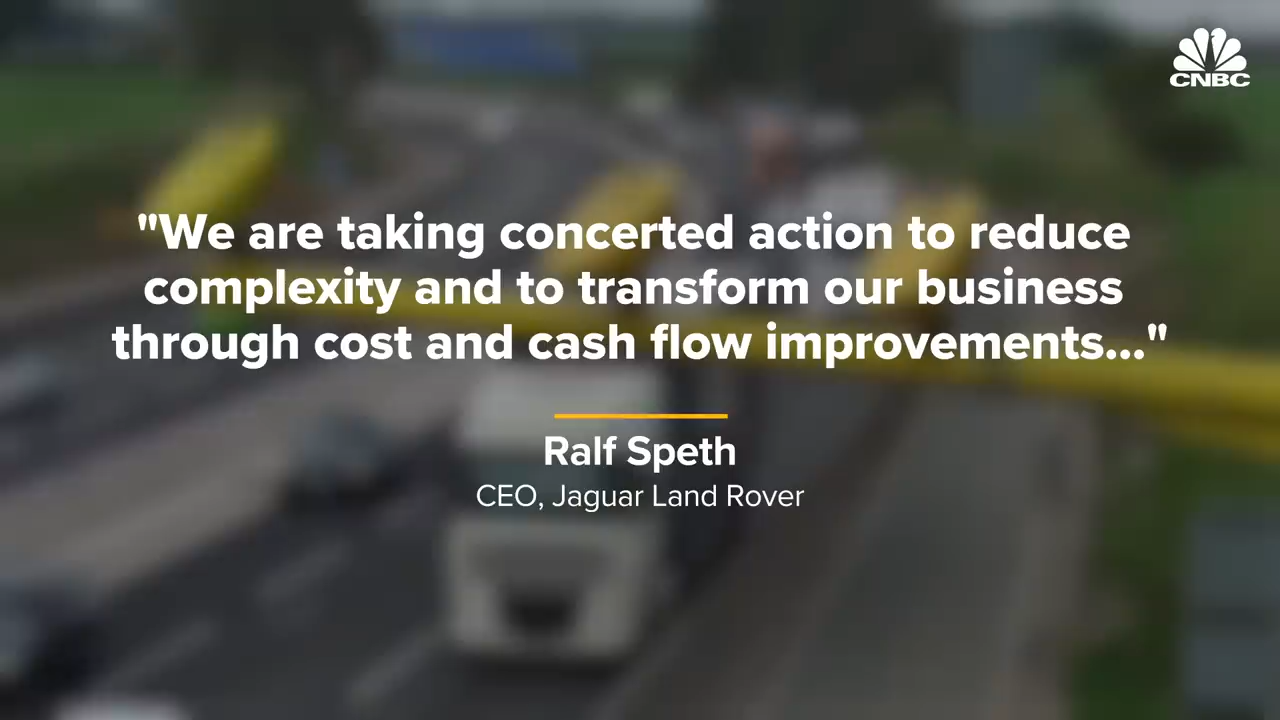 CNBC
"We are taking concerted action to reduce
complexity and to transform our business
through cost and cash flow improvements..."
Ralf Speth
CEO, Jaguar Land Rover